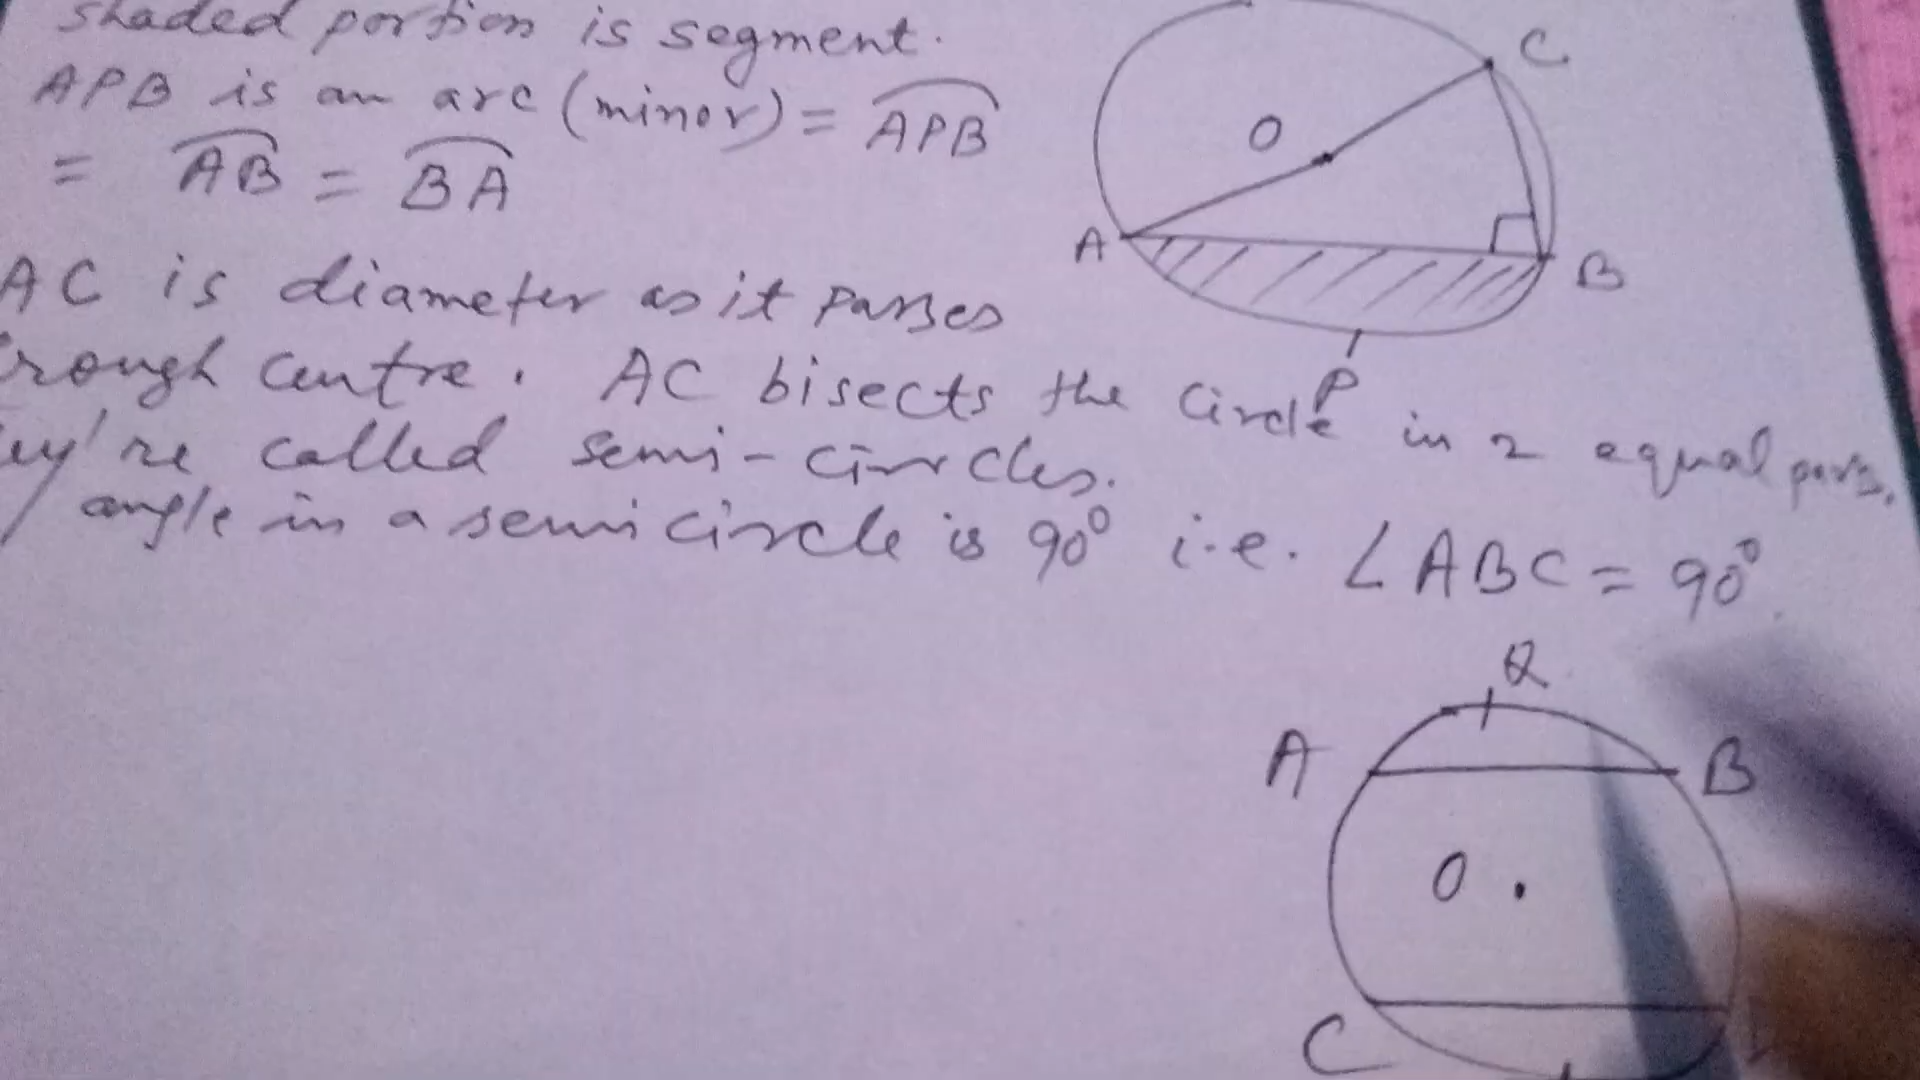 shaded portion is segment.
APB is an arc (minor) = APB
= AB = BA
AC is diameter as it passes
rough centre. AC bisects the circle in 2 equal parts.
ey're called semi-circles.
angle in a semicircle is 90° i.e. ∠ABC = 90°.
C
O
A
B
P
Q
A
B
O
C